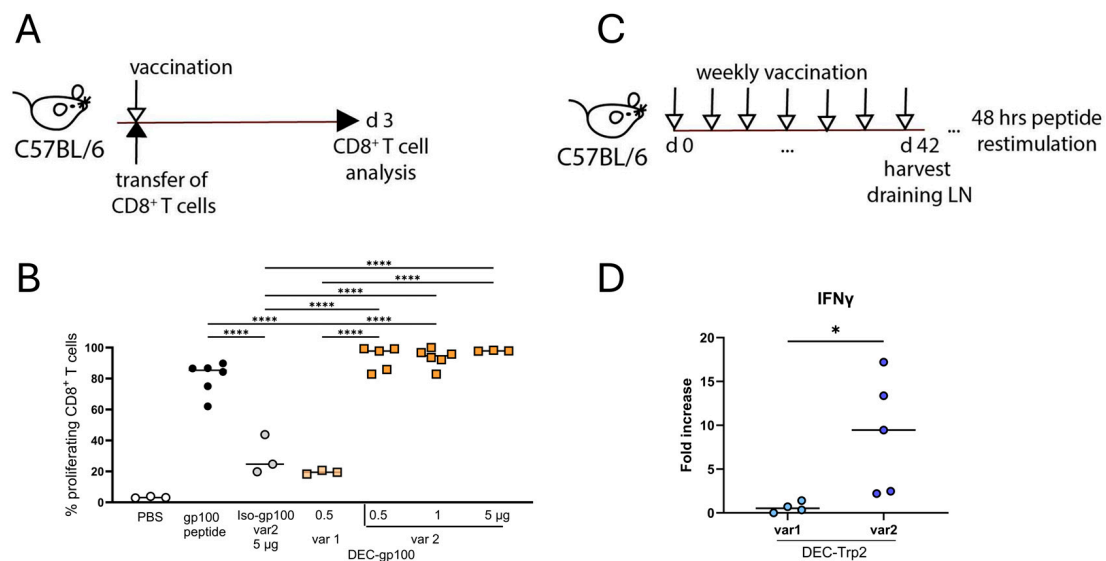 A
vaccination
C57BL/6
d 3
CD8⁺ T cell
analysis
transfer of
CD8⁺ T cells
C
weekly vaccination
C57BL/6
d 0
...
d 42
harvest
draining LN
...
48 hrs peptide
restimulation
B
****
****
****
****
**** ****
**** ****
% proliferating CD8⁺ T cells
100
80
60
40
20
0
PBS
gp100
peptide
Iso-gp100
var2
5 µg
0.5
var 1
0.5 1 5 µg
var 2
DEC-gp100
D
IFNγ
*
Fold increase
20
15
10
5
0
var1 var2
DEC-Trp2